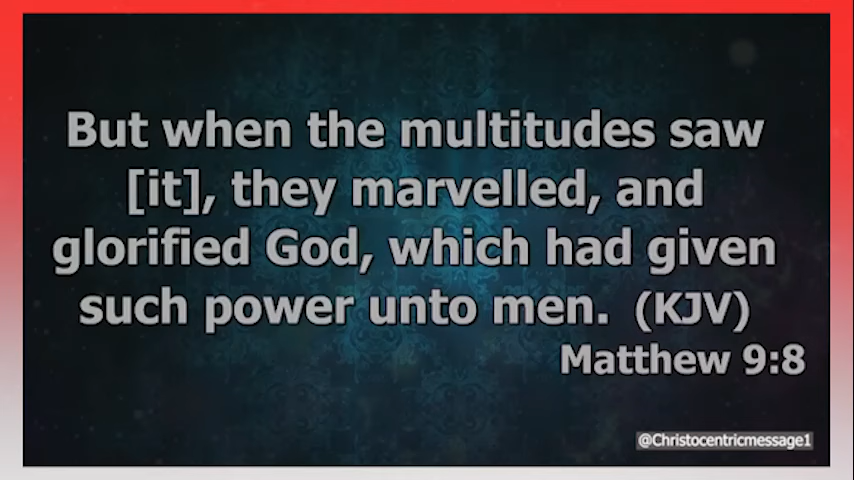 But when the multitudes saw
[it], they marvelled, and
glorified God, which had given
such power unto men. (KJV)
Matthew 9:8
@Christocentricmessage1